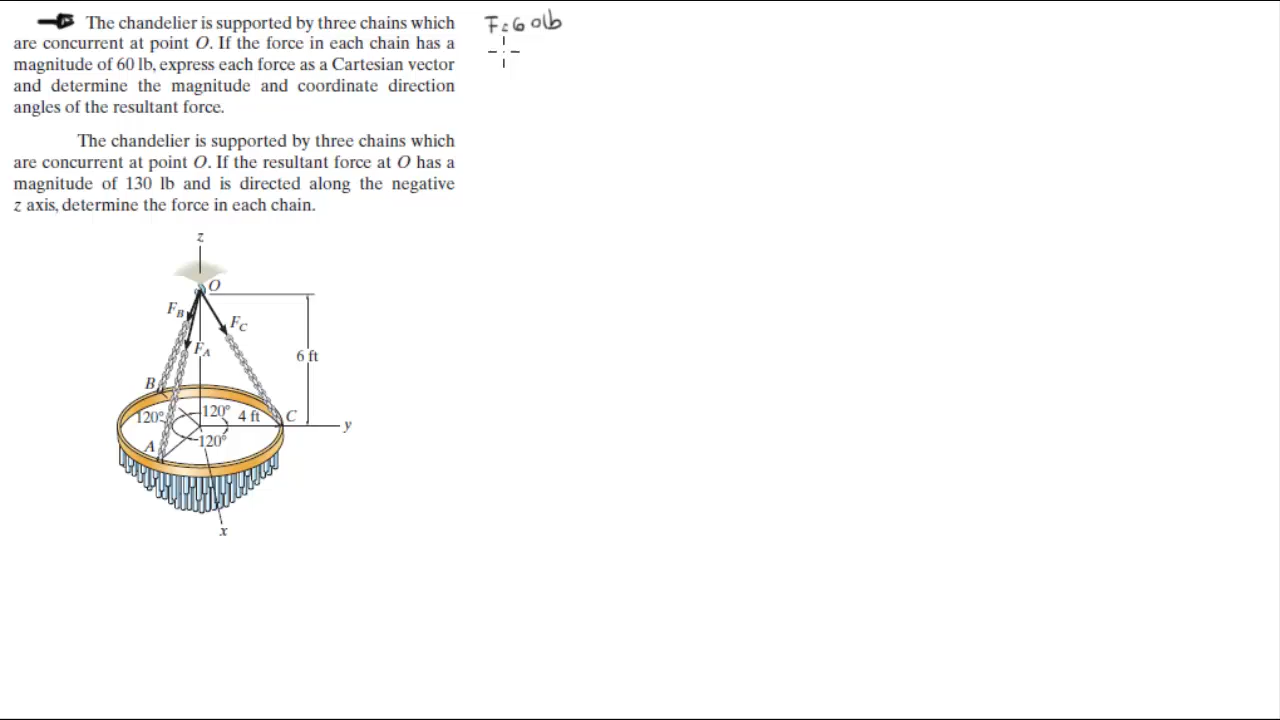 The chandelier is supported by three chains which
are concurrent at point O. If the force in each chain has a
magnitude of 60 lb, express each force as a Cartesian vector
and determine the magnitude and coordinate direction
angles of the resultant force.
F=60lb
The chandelier is supported by three chains which
are concurrent at point O. If the resultant force at O has a
magnitude of 130 lb and is directed along the negative
z axis, determine the force in each chain.
z
O
FB
FC
FA
6 ft
B
120°
120°
4 ft
C
y
A
120°
x